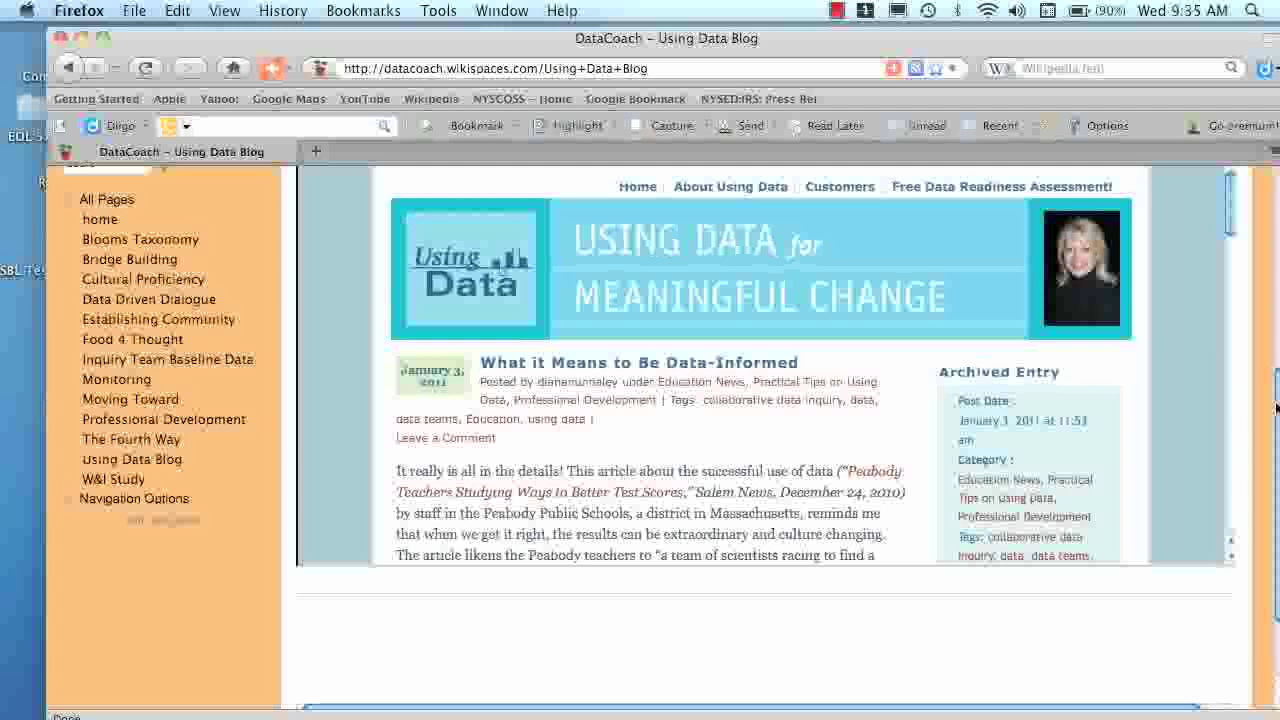 Firefox File Edit View History Bookmarks Tools Window Help (90%) Wed 9:35 AM
DataCoach – Using Data Blog
http://datacoach.wikispaces.com/Using+Data+Blog Wikipedia (en)
Getting Started Apple Yahoo! Google Maps YouTube Wikipedia NYSCOSS – Home Google Bookmark NYSED:IRS: Press Rel
Diigo Bookmark Highlight Capture Send Read Later Unread Recent Options Go premium!
DataCoach – Using Data Blog
All Pages
home
Blooms Taxonomy
Bridge Building
Cultural Proficiency
Data Driven Dialogue
Establishing Community
Food 4 Thought
Inquiry Team Baseline Data
Monitoring
Moving Toward
Professional Development
The Fourth Way
Using Data Blog
W&I Study
Navigation Options
Home About Using Data Customers Free Data Readiness Assessment!
Using Data
USING DATA for
MEANINGFUL CHANGE
January 3, 2011
What it Means to Be Data-Informed
Posted by dianamunaley under Education News, Practical Tips on Using
Data, Professional Development | Tags: collaborative data inquiry, data,
data teams, Education, using data |
Leave a Comment
It really is all in the details! This article about the successful use of data ("Peabody
Teachers Studying Ways to Better Test Scores," Salem News, December 24, 2010)
by staff in the Peabody Public Schools, a district in Massachusetts, reminds me
that when we get it right, the results can be extraordinary and culture changing.
The article likens the Peabody teachers to "a team of scientists racing to find a
Archived Entry
Post Date :
January 3, 2011 at 11:53
am
Category :
Education News, Practical
Tips on Using Data,
Professional Development
Tags: collaborative data
inquiry, data, data teams,
Done